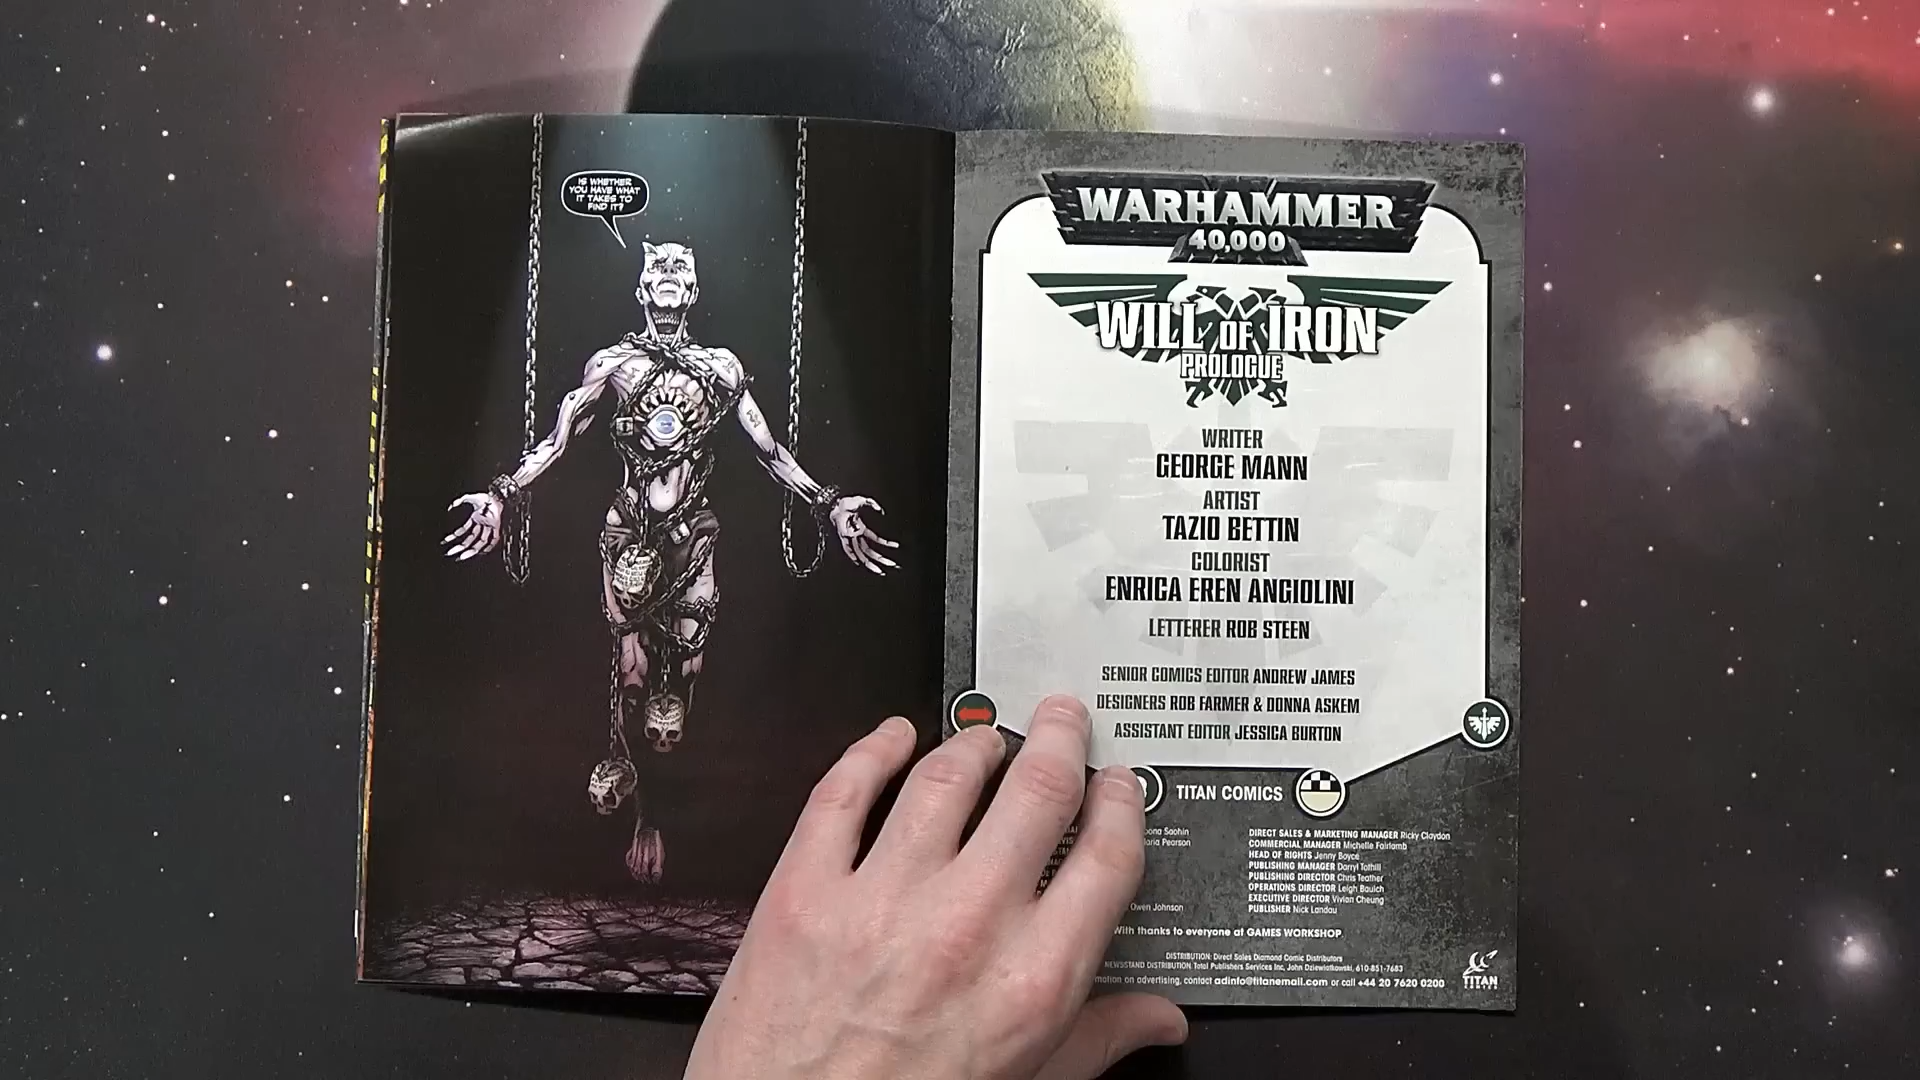 IS WHETHER
YOU HAVE WHAT
IT TAKES TO
FIND IT?
WARHAMMER
40,000
WILL OF IRON
PROLOGUE
WRITER
GEORGE MANN
ARTIST
TAZIO BETTIN
COLORIST
ENRICA EREN ANGIOLINI
LETTERER ROB STEEN
SENIOR COMICS EDITOR ANDREW JAMES
DESIGNERS ROB FARMER & DONNA ASKEM
ASSISTANT EDITOR JESSICA BURTON
TITAN COMICS
Pearson
Owen Johnson
DIRECT SALES & MARKETING MANAGER Ricky Claydon
COMMERCIAL MANAGER Michelle Fairlamb
HEAD OF RIGHTS Jenny Boyce
PUBLISHING MANAGER Darryl Tothill
PUBLISHING DIRECTOR Chris Teather
OPERATIONS DIRECTOR Leigh Baulch
EXECUTIVE DIRECTOR Vivian Cheung
PUBLISHER Nick Landau
With thanks to everyone at GAMES WORKSHOP
DISTRIBUTION: Direct Sales Diamond Comic Distributors
NEWSSTAND DISTRIBUTION: Total Publishers Services Inc, John Dziewiatkowski, 610-851-7683
on advertising, contact adinfo@titanemail.com or call +44 20 7620 0200
TITAN
COMICS